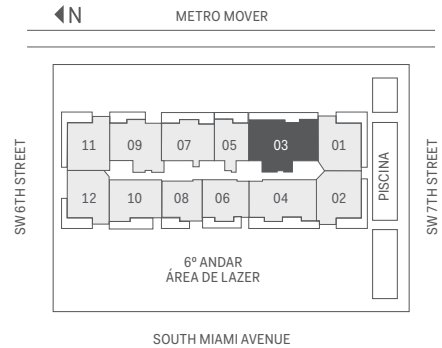 N
METRO MOVER
SW 6TH STREET
11
09
07
05
03
01
12
10
08
06
04
02
PISCINA
SW 7TH STREET
6º ANDAR
ÁREA DE LAZER
SOUTH MIAMI AVENUE